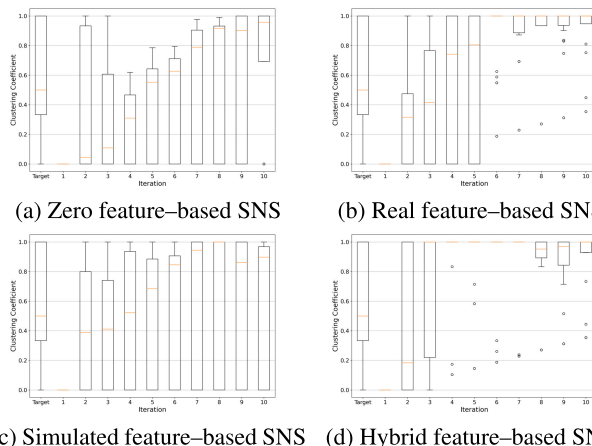 1.0
0.8
0.6
0.4
0.2
0.0
Clustering Coefficient
Target 1 2 3 4 5 6 7 8 9 10
Iteration
(a) Zero feature–based SNS
1.0
0.8
0.6
0.4
0.2
0.0
Clustering Coefficient
Target 1 2 3 4 5 6 7 8 9 10
Iteration
(b) Real feature–based SN
1.0
0.8
0.6
0.4
0.2
0.0
Clustering Coefficient
Target 1 2 3 4 5 6 7 8 9 10
Iteration
c) Simulated feature–based SNS
1.0
0.8
0.6
0.4
0.2
0.0
Clustering Coefficient
Target 1 2 3 4 5 6 7 8 9 10
Iteration
(d) Hybrid feature–based SN